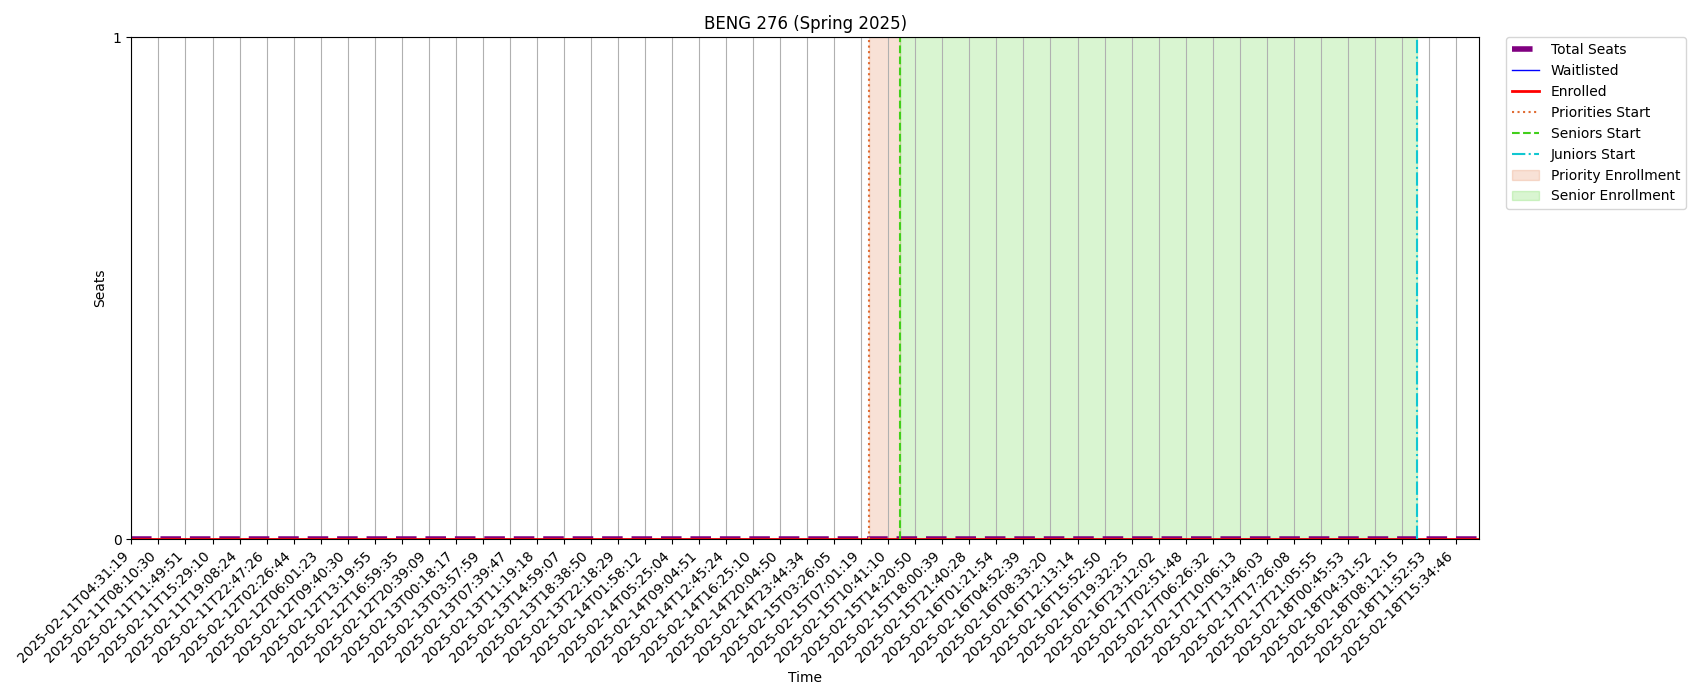 BENG 276 (Spring 2025)
1
0
Seats
Total Seats
Waitlisted
Enrolled
Priorities Start
Seniors Start
Juniors Start
Priority Enrollment
Senior Enrollment
2025-02-11T04:31:19
2025-02-11T08:10:30
2025-02-11T11:49:51
2025-02-11T15:29:10
2025-02-11T19:08:24
2025-02-11T22:47:26
2025-02-12T02:26:44
2025-02-12T06:01:23
2025-02-12T09:40:30
2025-02-12T13:19:55
2025-02-12T16:59:35
2025-02-12T20:39:09
2025-02-13T00:18:17
2025-02-13T03:57:59
2025-02-13T07:39:47
2025-02-13T11:19:18
2025-02-13T14:59:07
2025-02-13T18:38:50
2025-02-13T22:18:29
2025-02-14T01:58:12
2025-02-14T05:25:04
2025-02-14T09:04:51
2025-02-14T12:45:24
2025-02-14T16:25:10
2025-02-14T20:04:50
2025-02-14T23:44:34
2025-02-15T03:26:05
2025-02-15T07:01:19
2025-02-15T10:41:10
2025-02-15T14:20:50
2025-02-15T18:00:39
2025-02-15T21:40:28
2025-02-16T01:21:54
2025-02-16T04:52:39
2025-02-16T08:33:20
2025-02-16T12:13:14
2025-02-16T15:52:50
2025-02-16T19:32:25
2025-02-16T23:12:02
2025-02-17T02:51:48
2025-02-17T06:26:32
2025-02-17T10:06:13
2025-02-17T13:46:03
2025-02-17T17:26:08
2025-02-17T21:05:55
2025-02-18T00:45:53
2025-02-18T04:31:52
2025-02-18T08:12:15
2025-02-18T11:52:53
2025-02-18T15:34:46
Time